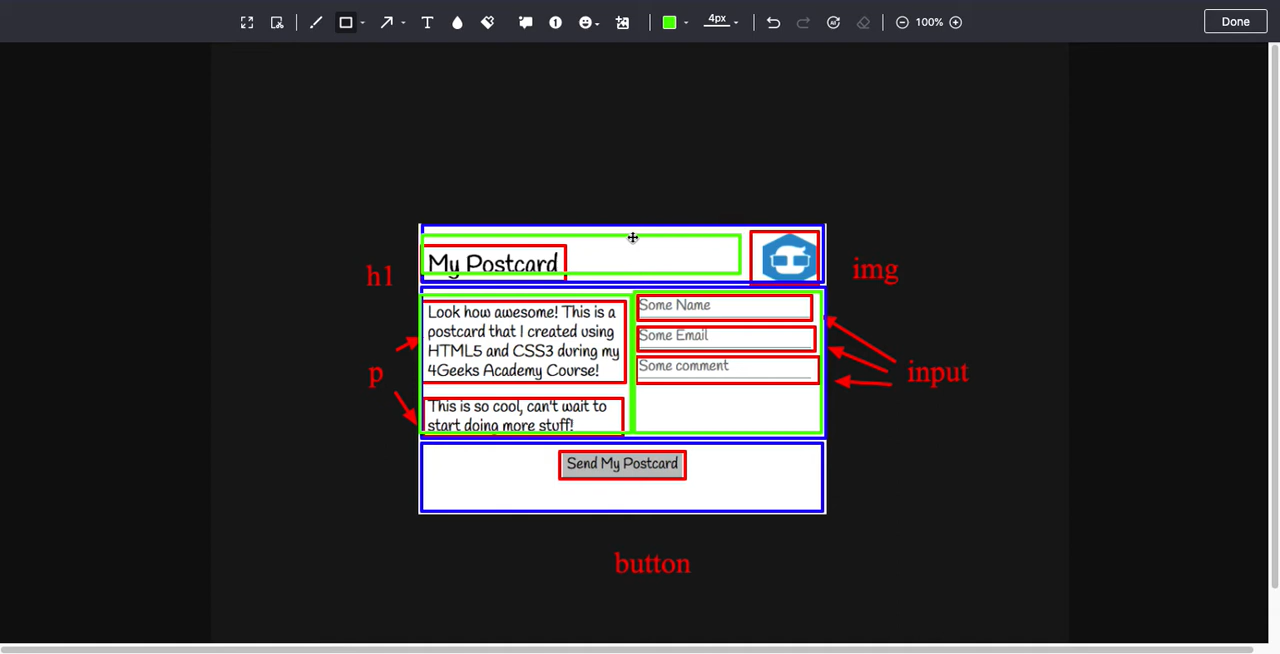 T
1
4px
100%
Done
My Postcard
h1
img
Look how awesome! This is a
postcard that I created using
HTML5 and CSS3 during my
4Geeks Academy Course!
This is so cool, can't wait to
start doing more stuff!
p
Some Name
Some Email
Some comment
input
Send My Postcard
button